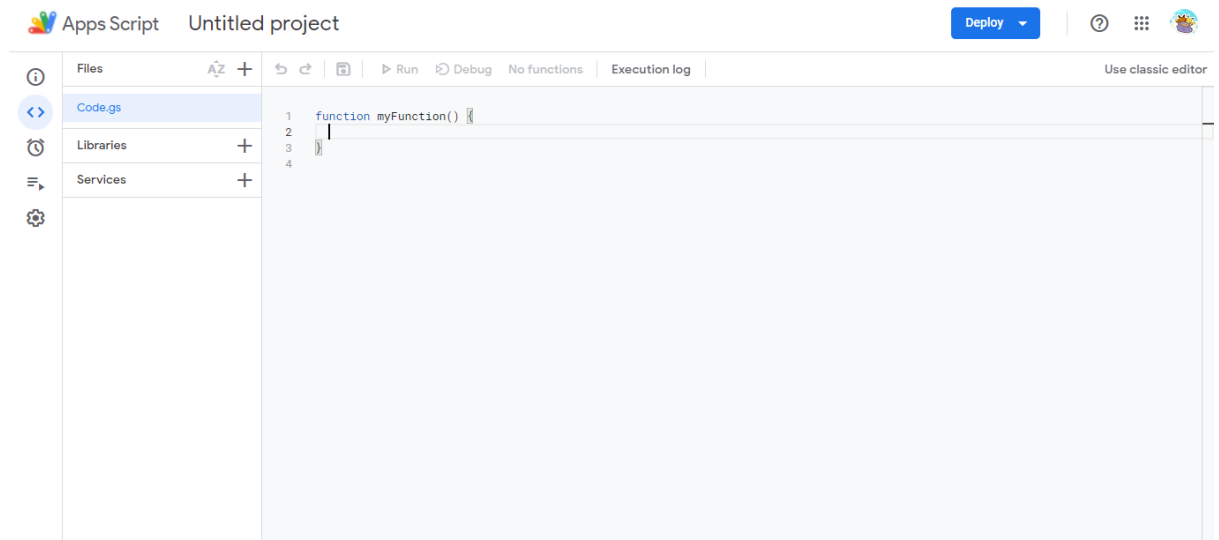 Apps Script Untitled project Deploy
Files AZ Run Debug No functions Execution log Use classic editor
Code.gs
1 function myFunction() {
2
3 }
4
Libraries
Services